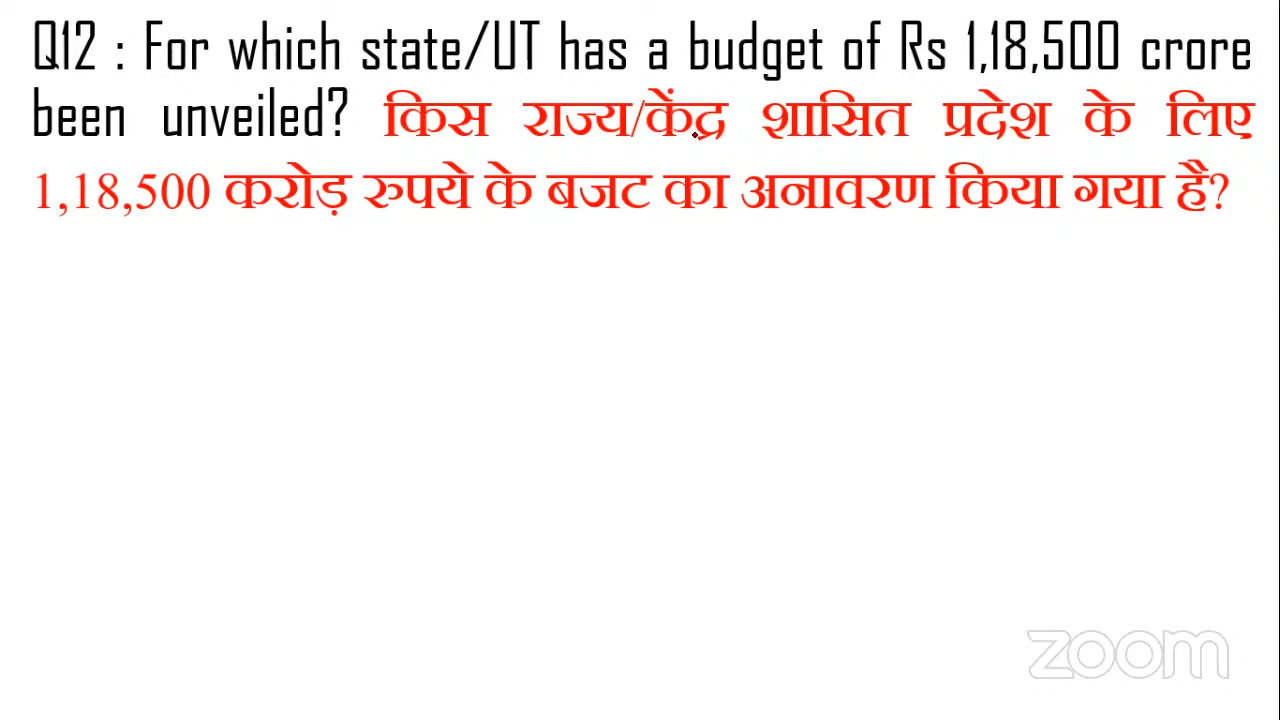 Q12 : For which state/UT has a budget of Rs 1,18,500 crore
been unveiled? किस राज्य/केंद्र शासित प्रदेश के लिए
1,18,500 करोड़ रुपये के बजट का अनावरण किया गया है?
zoom